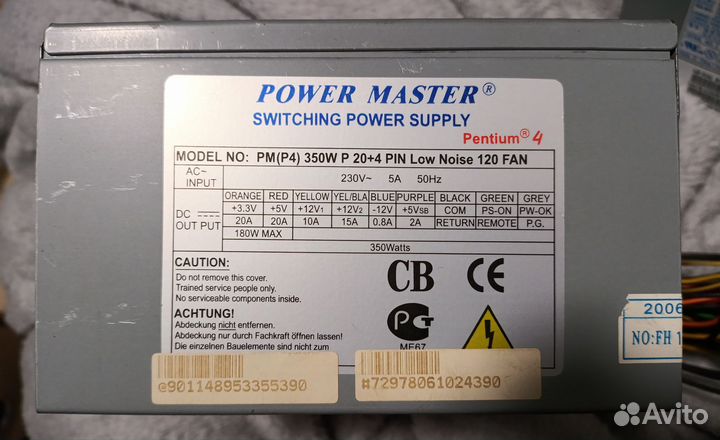 POWER MASTER®
SWITCHING POWER SUPPLY
Pentium® 4
MODEL NO: PM(P4) 350W P 20+4 PIN Low Noise 120 FAN
AC~ INPUT 230V~ 5A 50Hz
ORANGE RED YELLOW YEL/BLA BLUE PURPLE BLACK GREEN GREY
DC OUT PUT +3.3V +5V +12V1 +12V2 -12V +5VSB COM PS-ON PW-OK
20A 20A 10A 15A 0.8A 2A RETURN REMOTE P.G.
180W MAX
350Watts
CAUTION:
Do not remove this cover.
Trained service people only.
No serviceable components inside.
CB CE
ACHTUNG!
Abdeckung nicht entfernen.
Abdeckung nur durch Fachkraft öffnen lassen!
Die einzelnen Bauelemente sind nicht
РСТ
ME67
2006
NO:FH 1
@901148953355390
#72978061024390
Avito